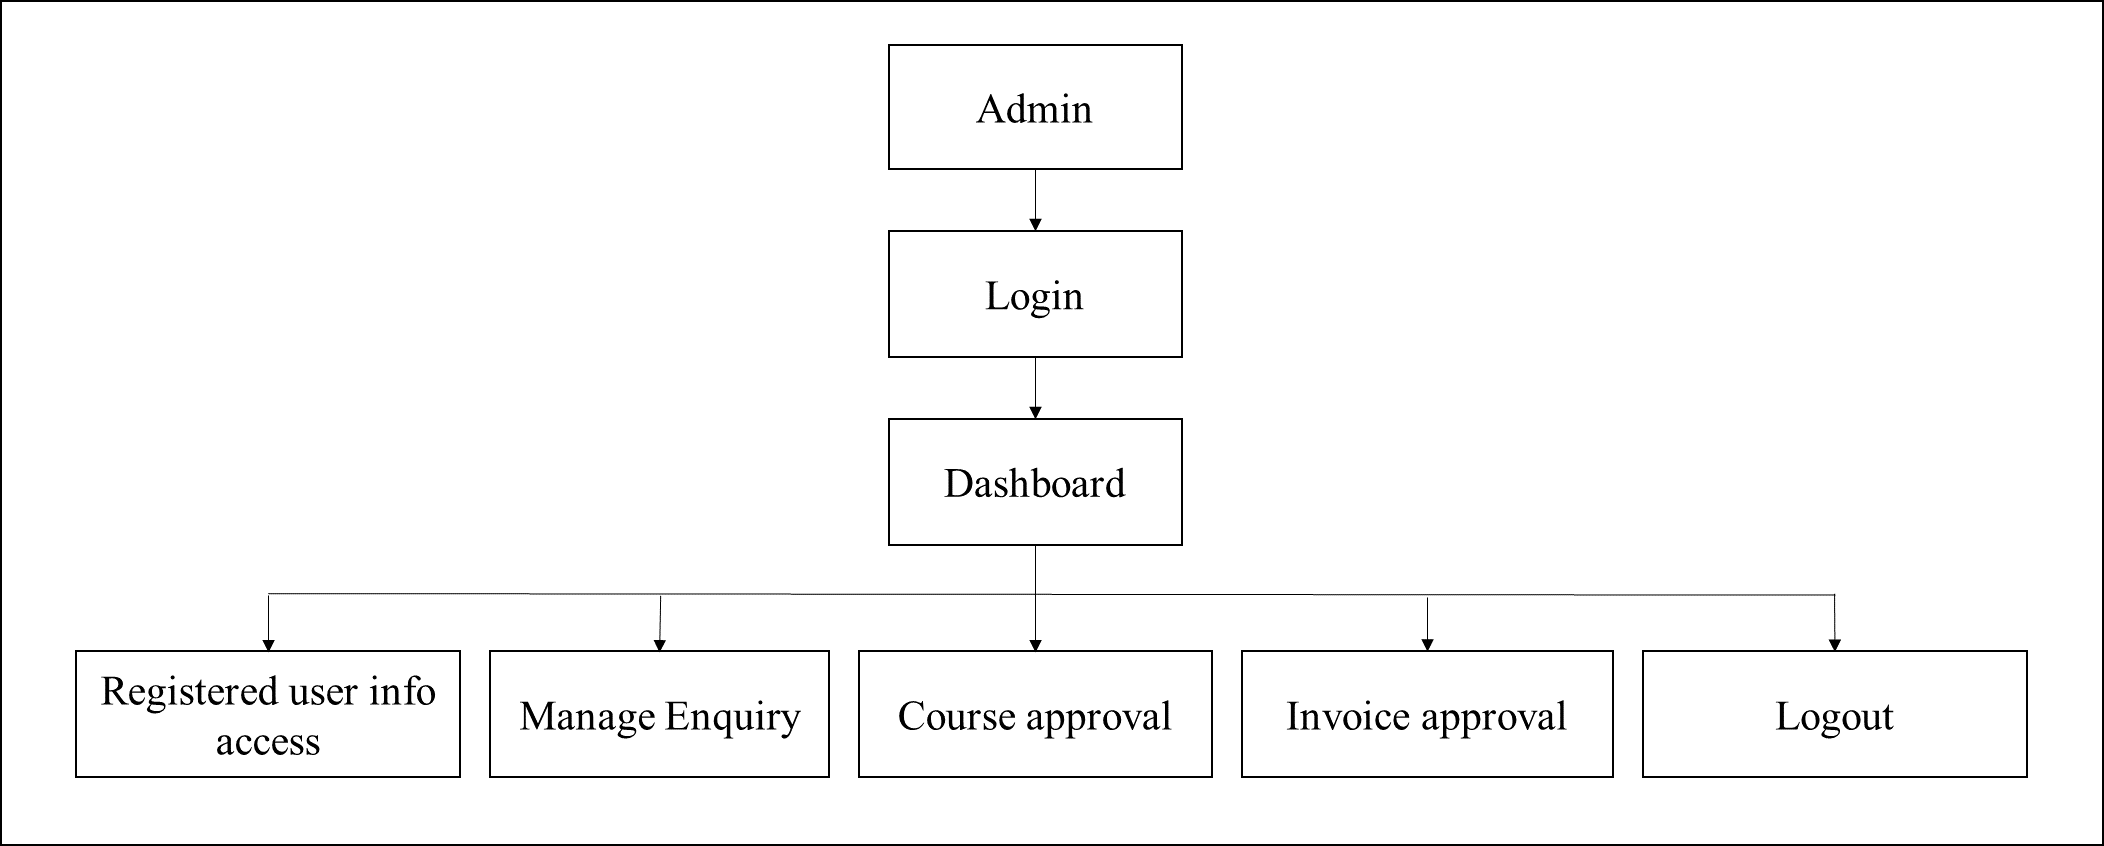 Admin
Login
Dashboard
Registered user info
access
Manage Enquiry
Course approval
Invoice approval
Logout